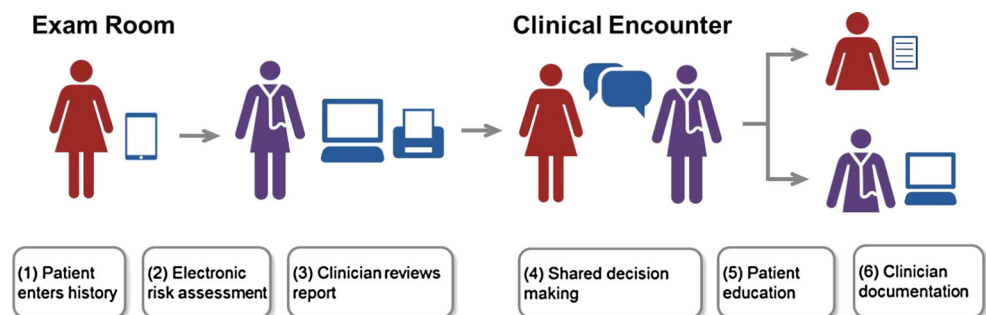 Exam Room
Clinical Encounter
(1) Patient
enters history
(2) Electronic
risk assessment
(3) Clinician reviews
report
(4) Shared decision
making
(5) Patient
education
(6) Clinician
documentation